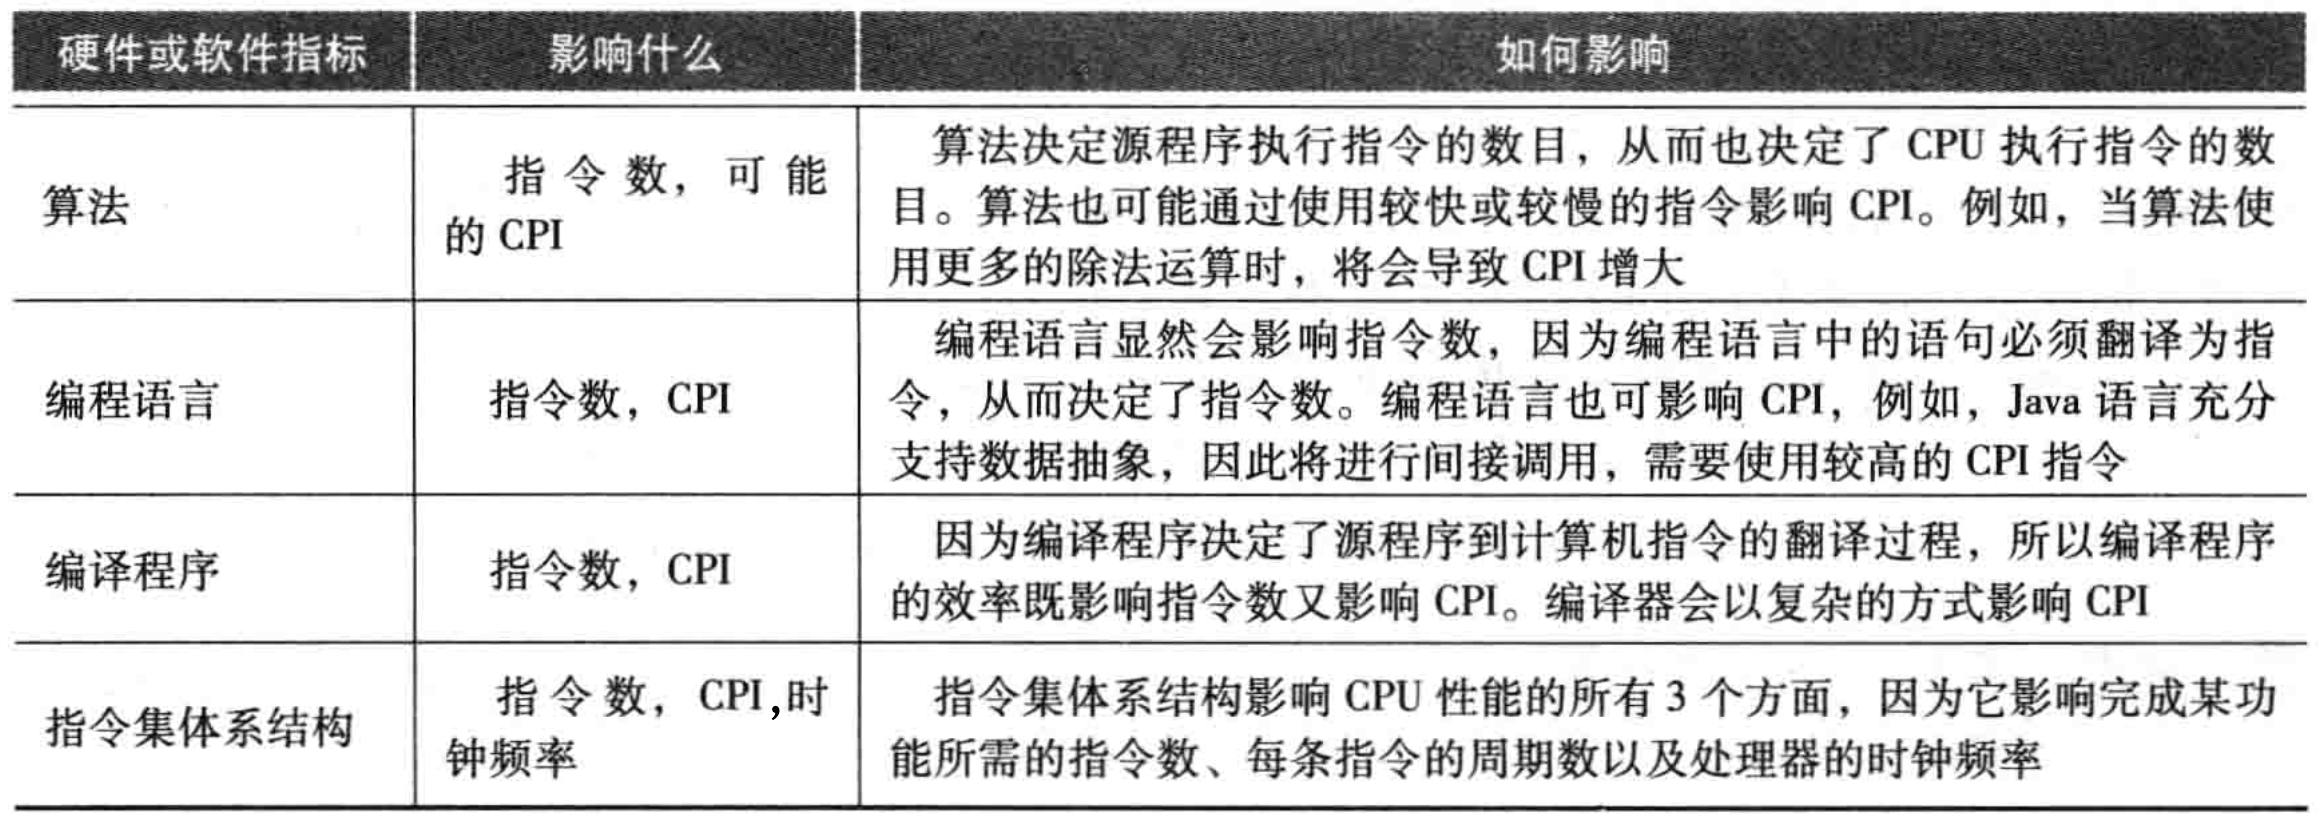 硬件或软件指标 影响什么 如何影响
算法
指令数，可能
的 CPI
算法决定源程序执行指令的数目，从而也决定了 CPU 执行指令的数
目。算法也可能通过使用较快或较慢的指令影响 CPI。例如，当算法使
用更多的除法运算时，将会导致 CPI 增大
编程语言
指令数，CPI
编程语言显然会影响指令数，因为编程语言中的语句必须翻译为指
令，从而决定了指令数。编程语言也可影响 CPI，例如，Java 语言充分
支持数据抽象，因此将进行间接调用，需要使用较高的 CPI 指令
编译程序
指令数，CPI
因为编译程序决定了源程序到计算机指令的翻译过程，所以编译程序
的效率既影响指令数又影响 CPI。编译器会以复杂的方式影响 CPI
指令集体系结构
指令数，CPI,时
钟频率
指令集体系结构影响 CPU 性能的所有 3 个方面，因为它影响完成某功
能所需的指令数、每条指令的周期数以及处理器的时钟频率